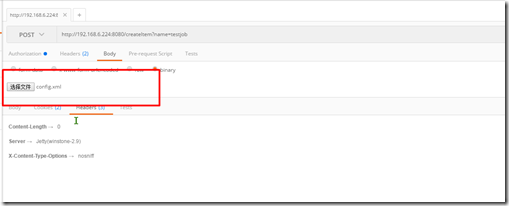 http://192.168.6.224:8
POST http://192.168.6.224:8080/createItem?name=testjob
Authorization Headers (2) Body Pre-request Script Tests
binary
选择文件 config.xml
Body Cookies (2) Headers (3) Tests
Content-Length → 0
Server → Jetty(winstone-2.9)
X-Content-Type-Options → nosniff